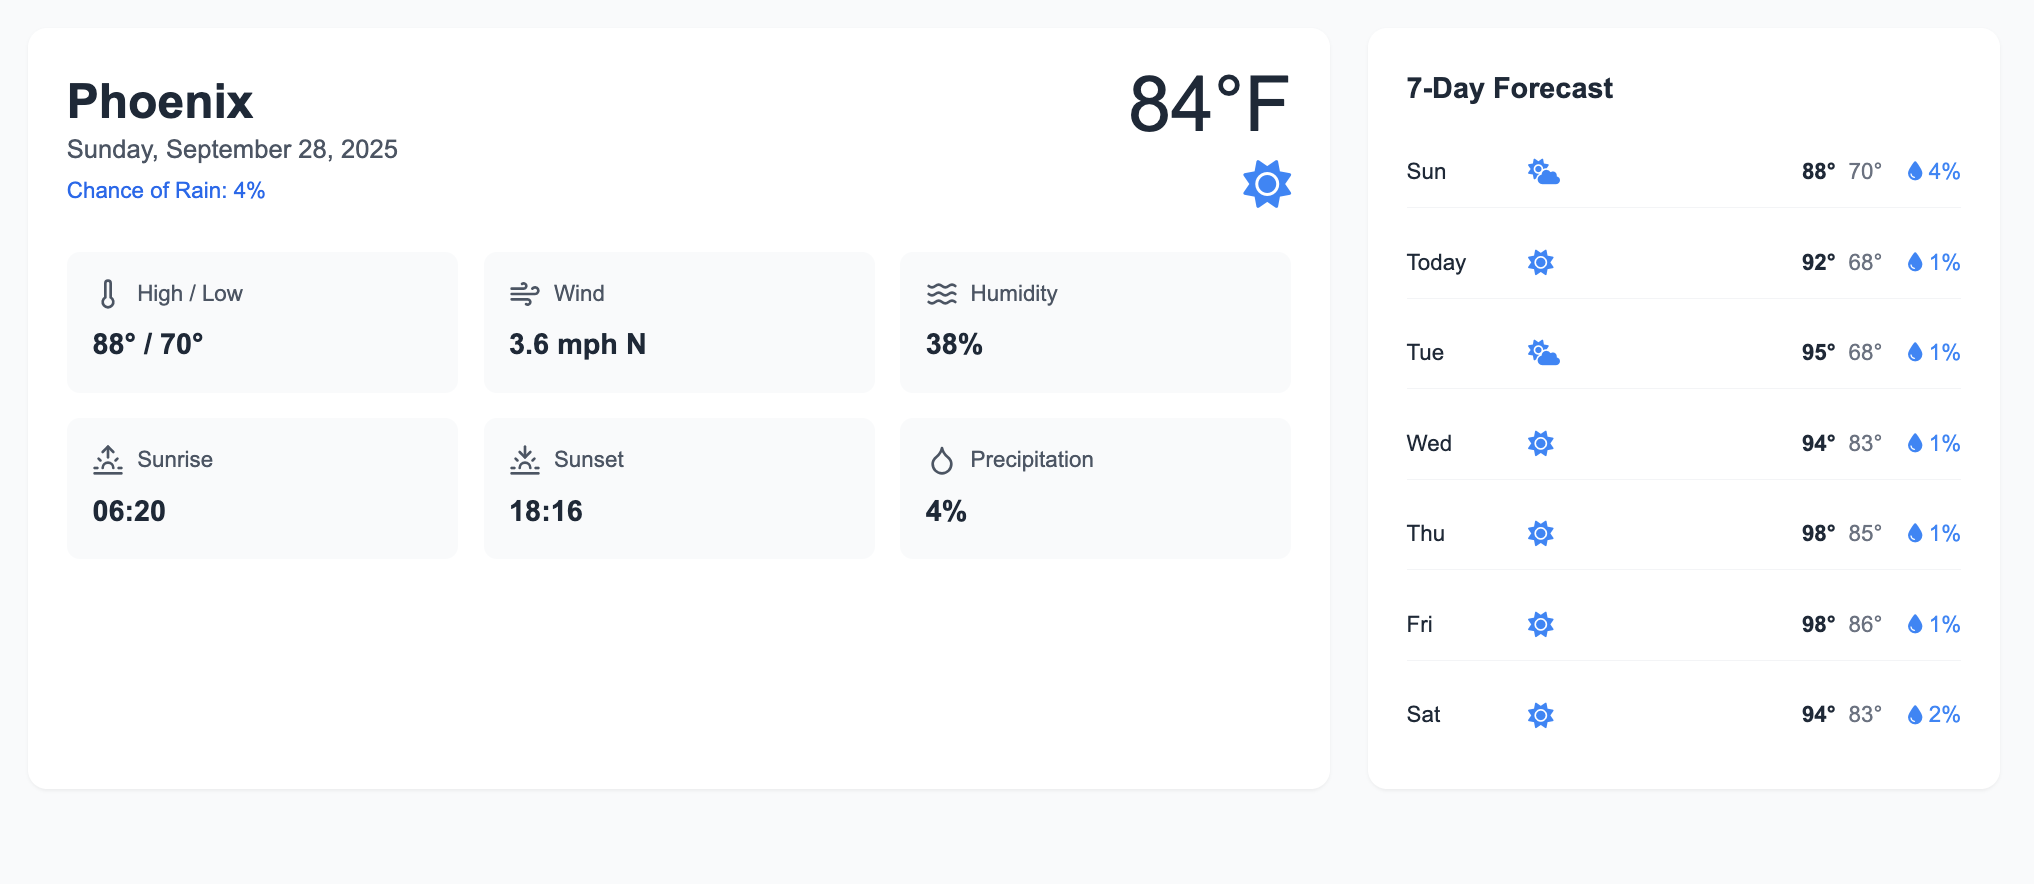 Phoenix
Sunday, September 28, 2025
Chance of Rain: 4%
84°F
High / Low
88° / 70°
Wind
3.6 mph N
Humidity
38%
Sunrise
06:20
Sunset
18:16
Precipitation
4%
7-Day Forecast
Sun 88° 70° 4%
Today 92° 68° 1%
Tue 95° 68° 1%
Wed 94° 83° 1%
Thu 98° 85° 1%
Fri 98° 86° 1%
Sat 94° 83° 2%